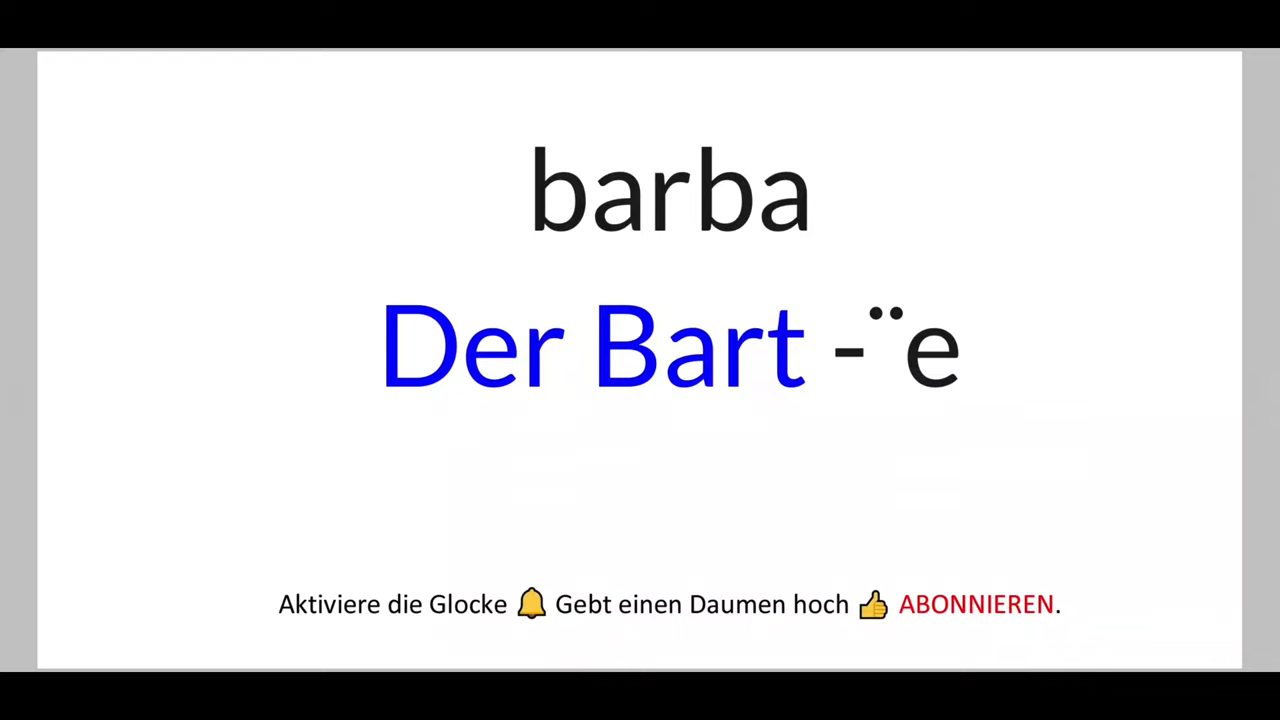 barba
Der Bart -¨e
Aktiviere die Glocke 🔔 Gebt einen Daumen hoch 👍 ABONNIEREN.